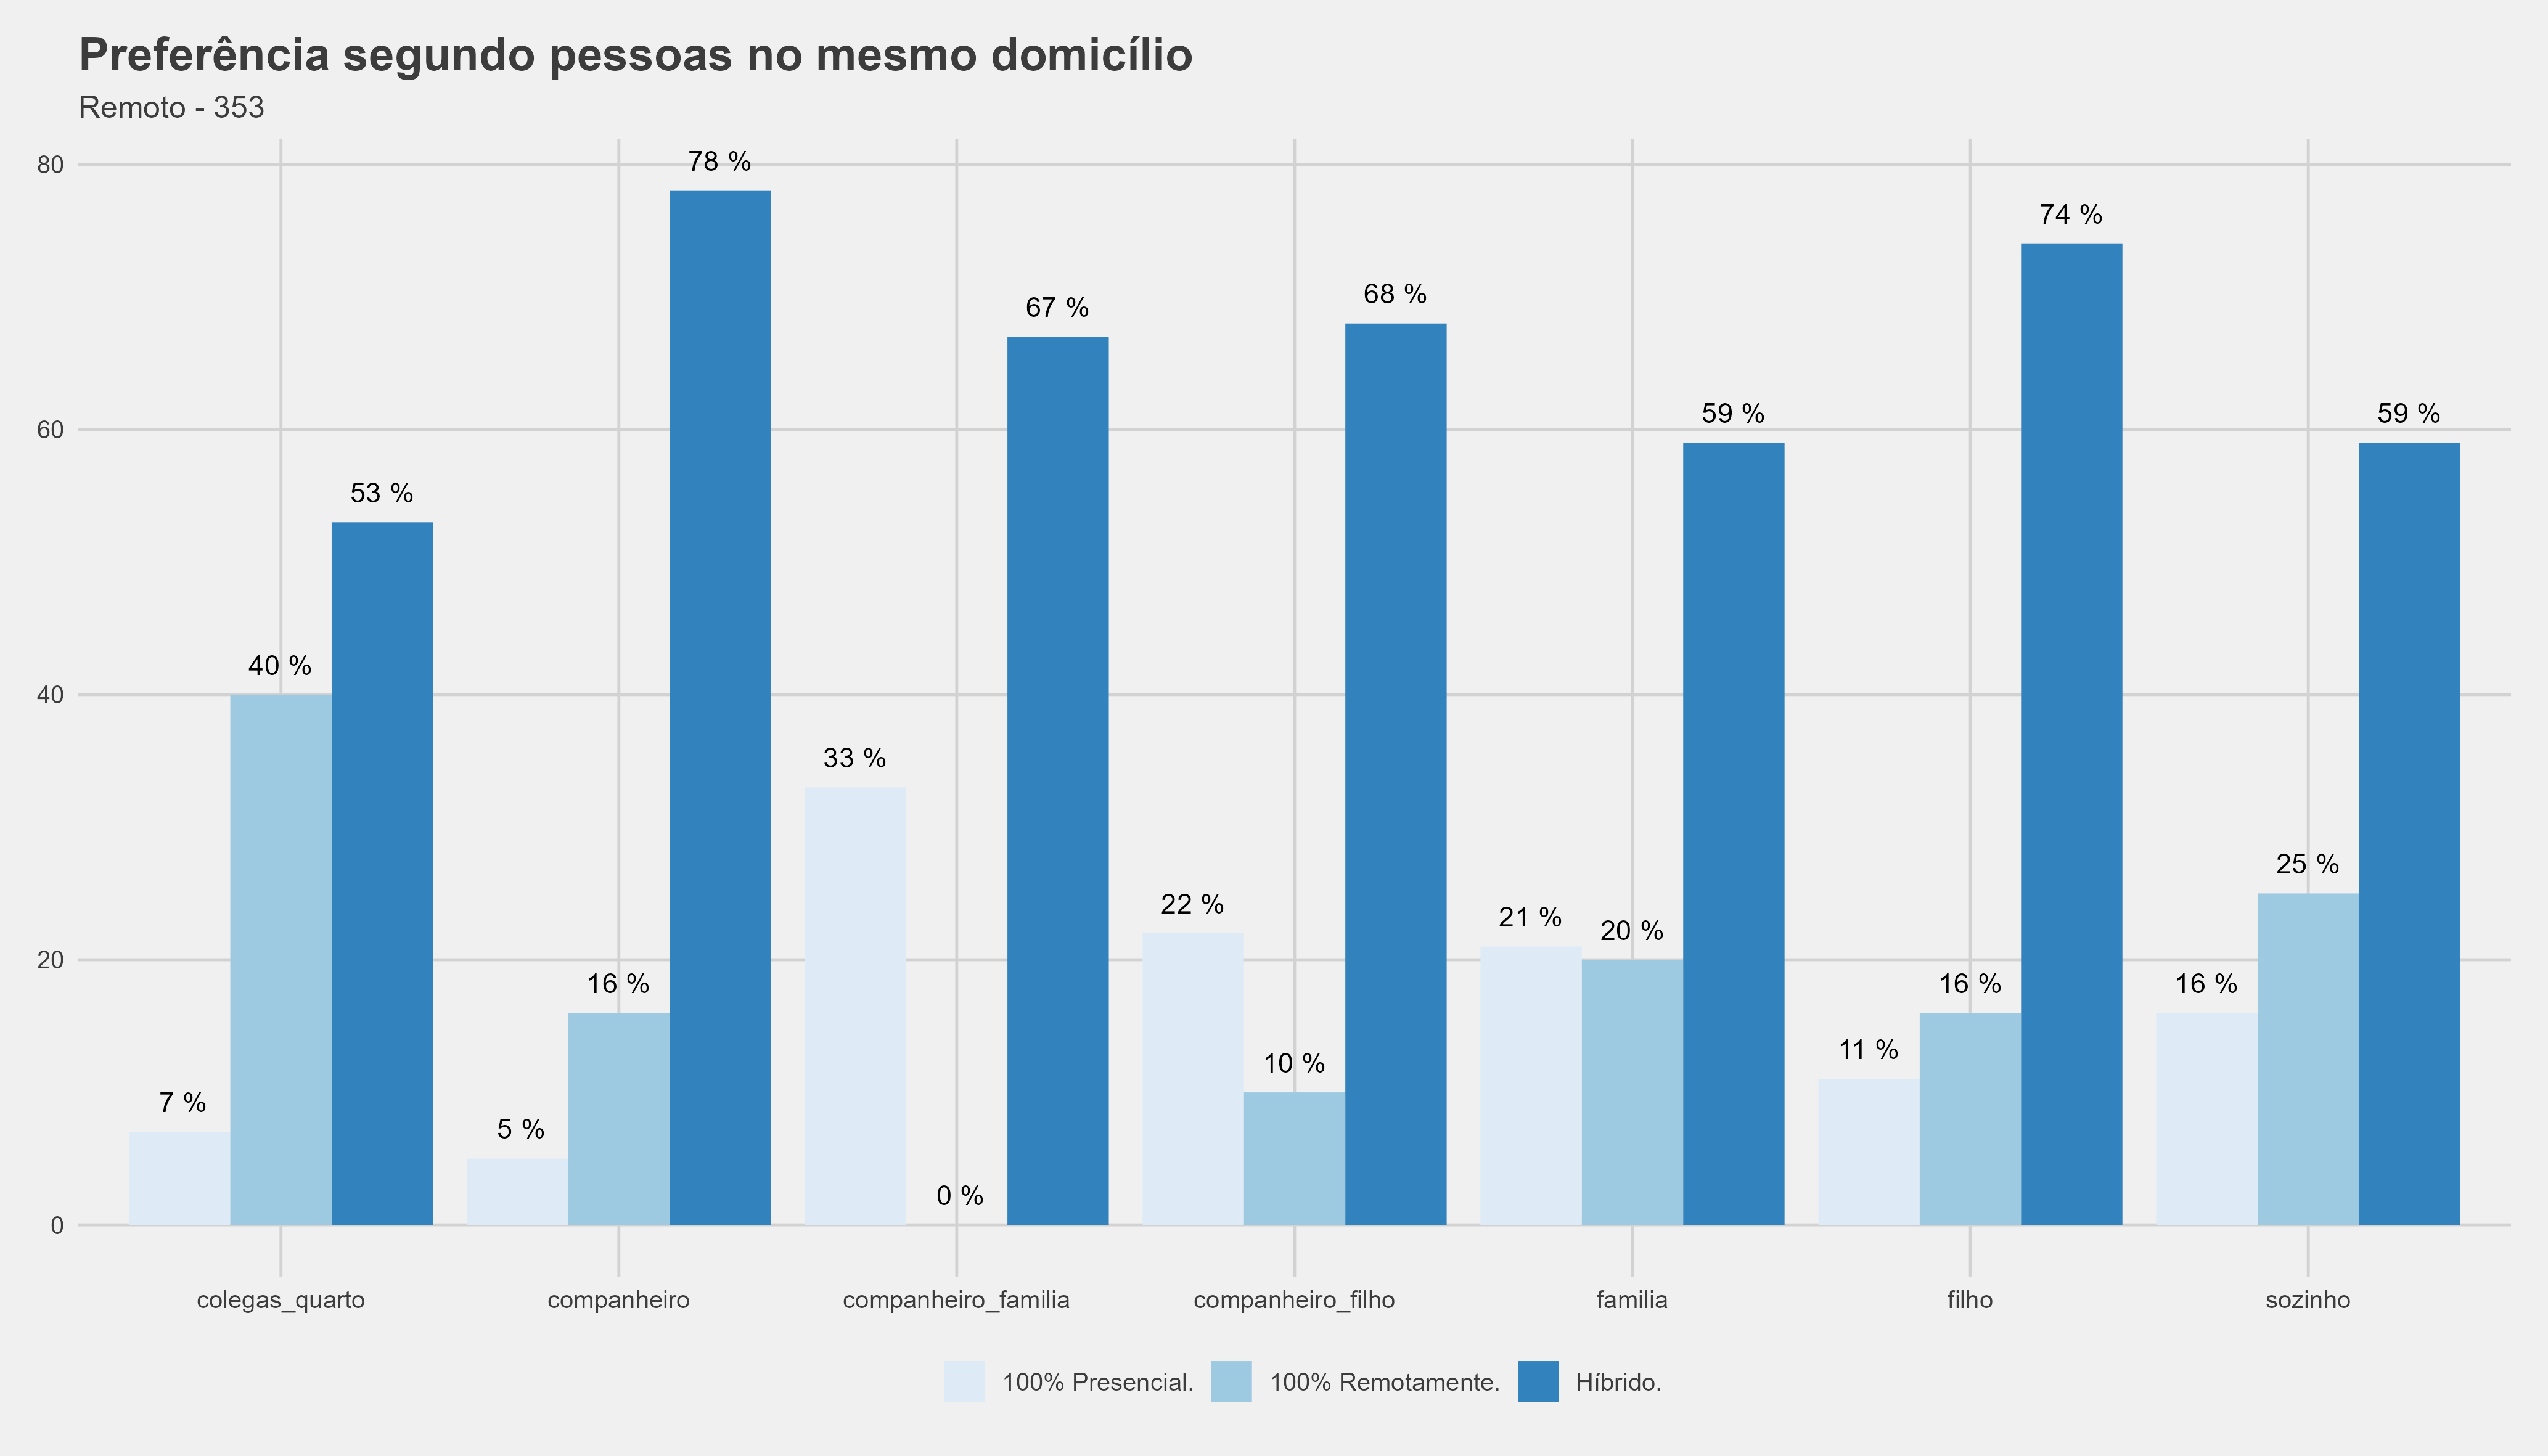 Preferência segundo pessoas no mesmo domicílio
Remoto - 353
80
60
40
20
0
7 %
40 %
53 %
5 %
16 %
78 %
33 %
0 %
67 %
22 %
10 %
68 %
21 %
20 %
59 %
11 %
16 %
74 %
16 %
25 %
59 %
colegas_quarto
companheiro
companheiro_familia
companheiro_filho
familia
filho
sozinho
100% Presencial.
100% Remotamente.
Híbrido.